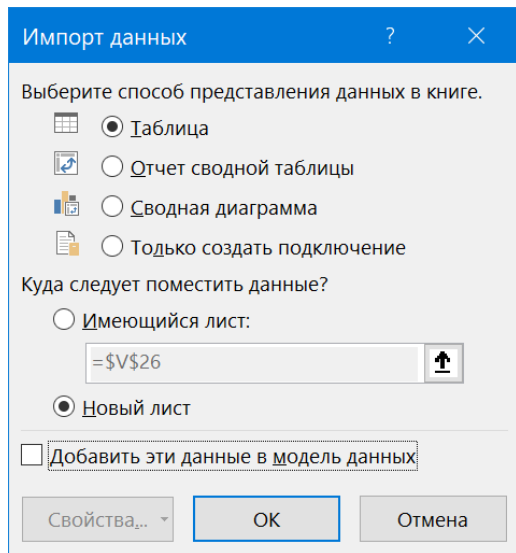 Импорт данных ?
Выберите способ представления данных в книге.
Таблица
Отчет сводной таблицы
Сводная диаграмма
Только создать подключение
Куда следует поместить данные?
Имеющийся лист:
=$V$26
Новый лист
Добавить эти данные в модель данных
Свойства... OK Отмена